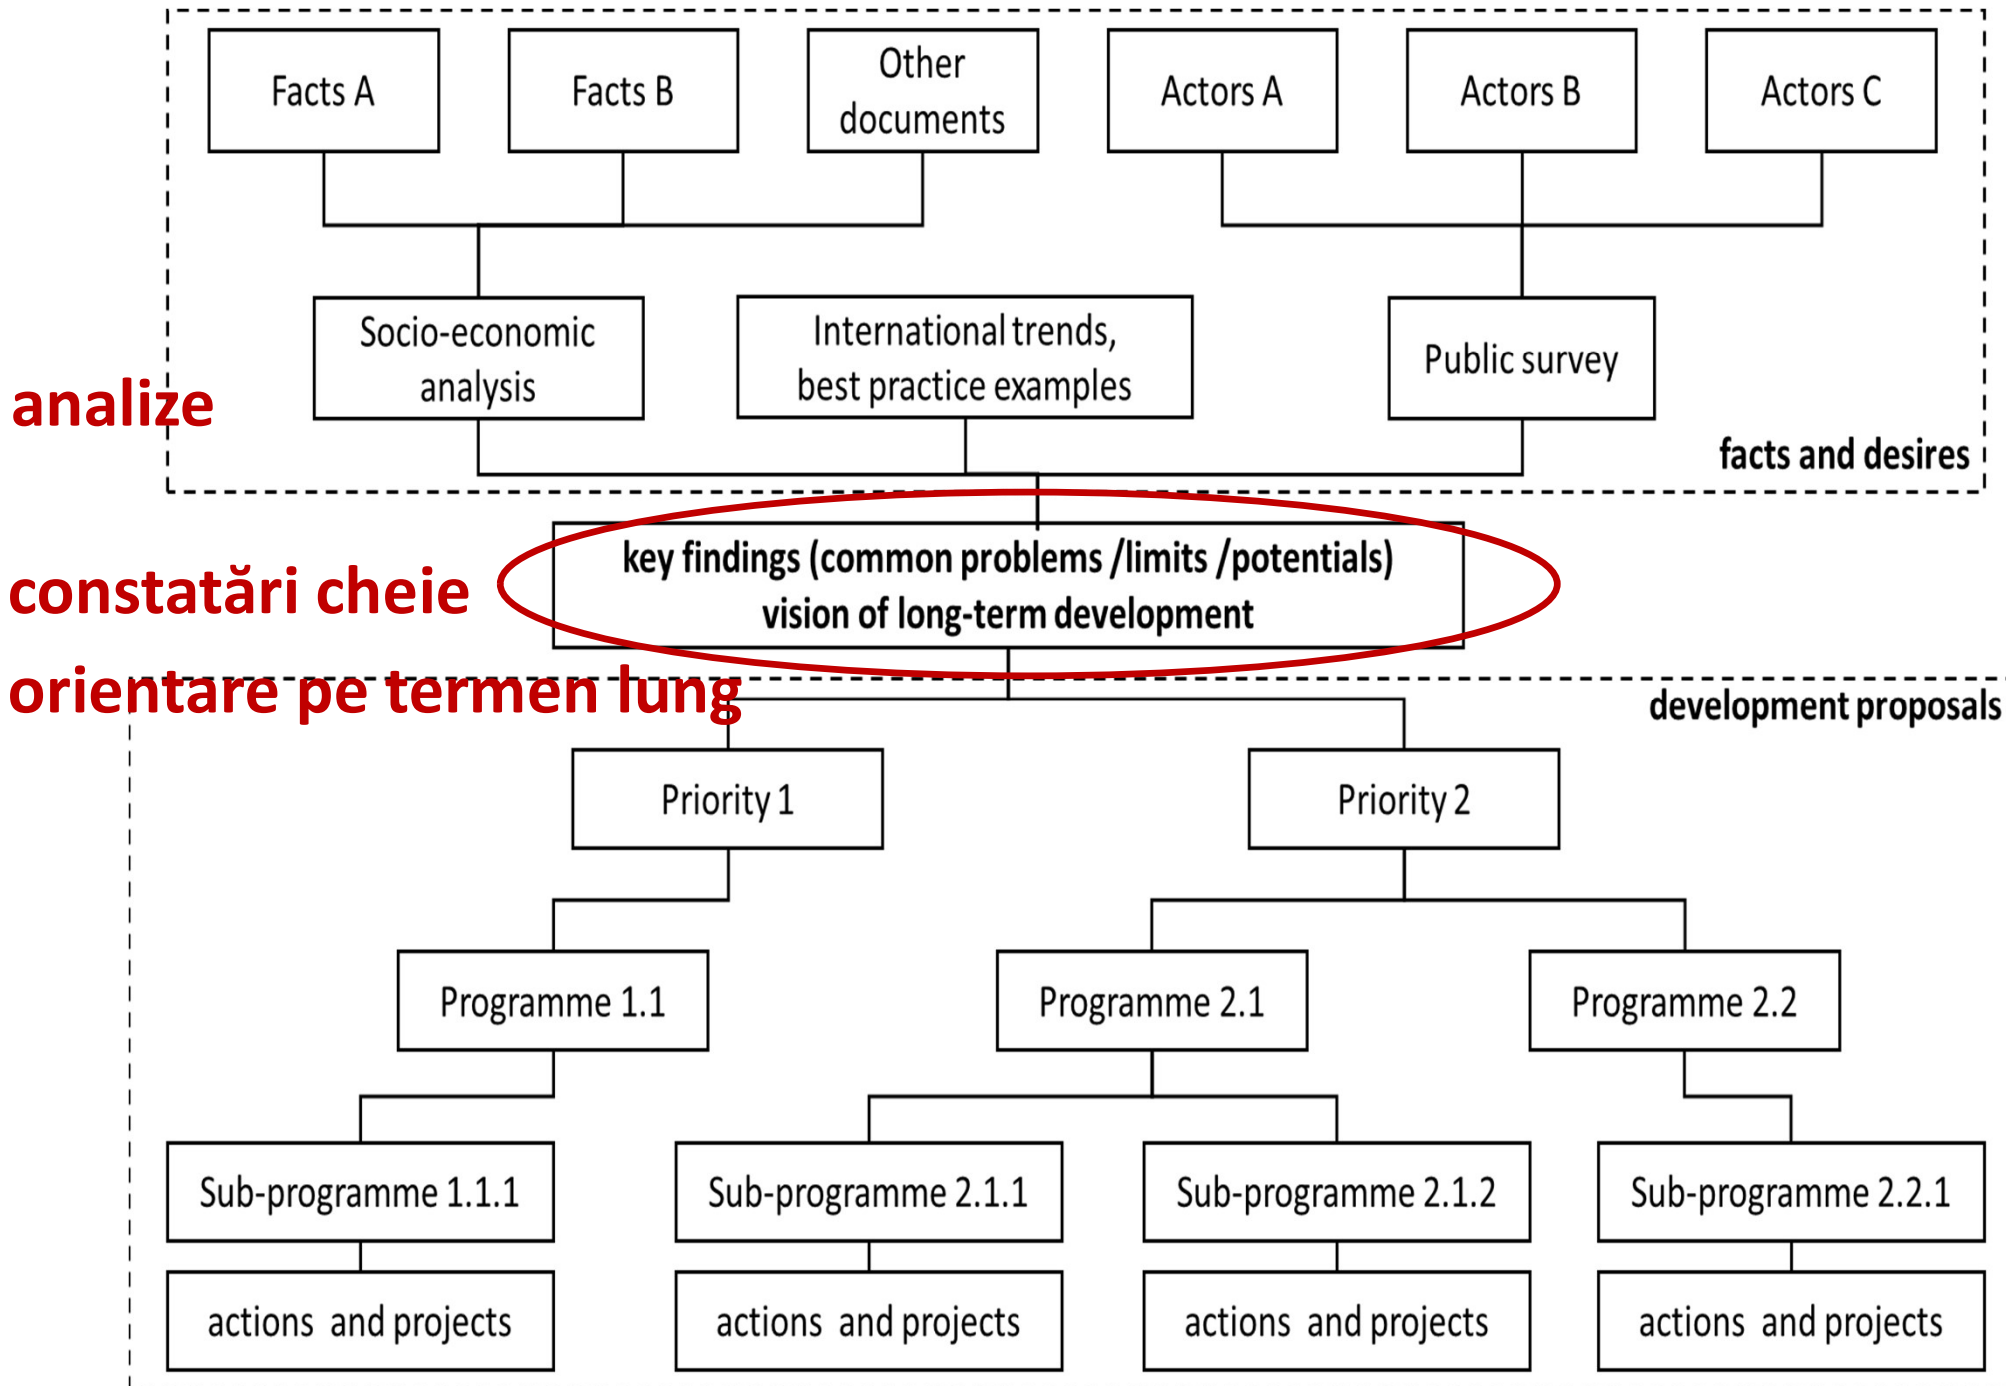 Facts A
Facts B
Other
documents
Actors A
Actors B
Actors C
Socio-economic
analysis
International trends,
best practice examples
Public survey
analize
facts and desires
key findings (common problems /limits /potentials)
vision of long-term development
constatări cheie
orientare pe termen lung
development proposals
Priority 1
Priority 2
Programme 1.1
Programme 2.1
Programme 2.2
Sub-programme 1.1.1
Sub-programme 2.1.1
Sub-programme 2.1.2
Sub-programme 2.2.1
actions and projects
actions and projects
actions and projects
actions and projects